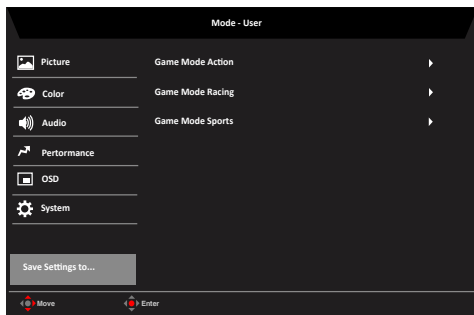 Mode - User
Picture
Game Mode Action
Color
Game Mode Racing
Audio
Game Mode Sports
Pertormance
OSD
System
Save Settings to...
Move
Enter